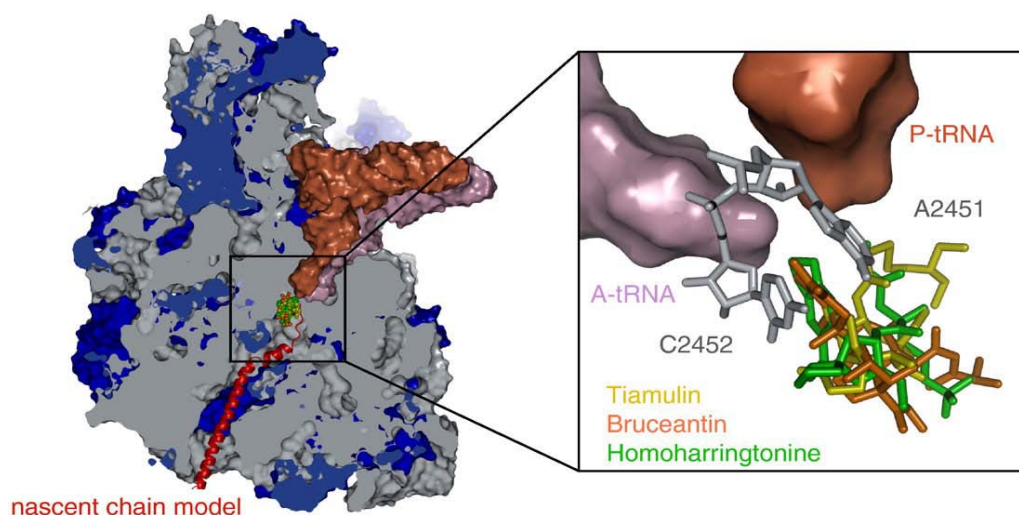 P-tRNA
A2451
A-tRNA
C2452
Tiamulin
Bruceantin
Homoharringtonine
nascent chain model